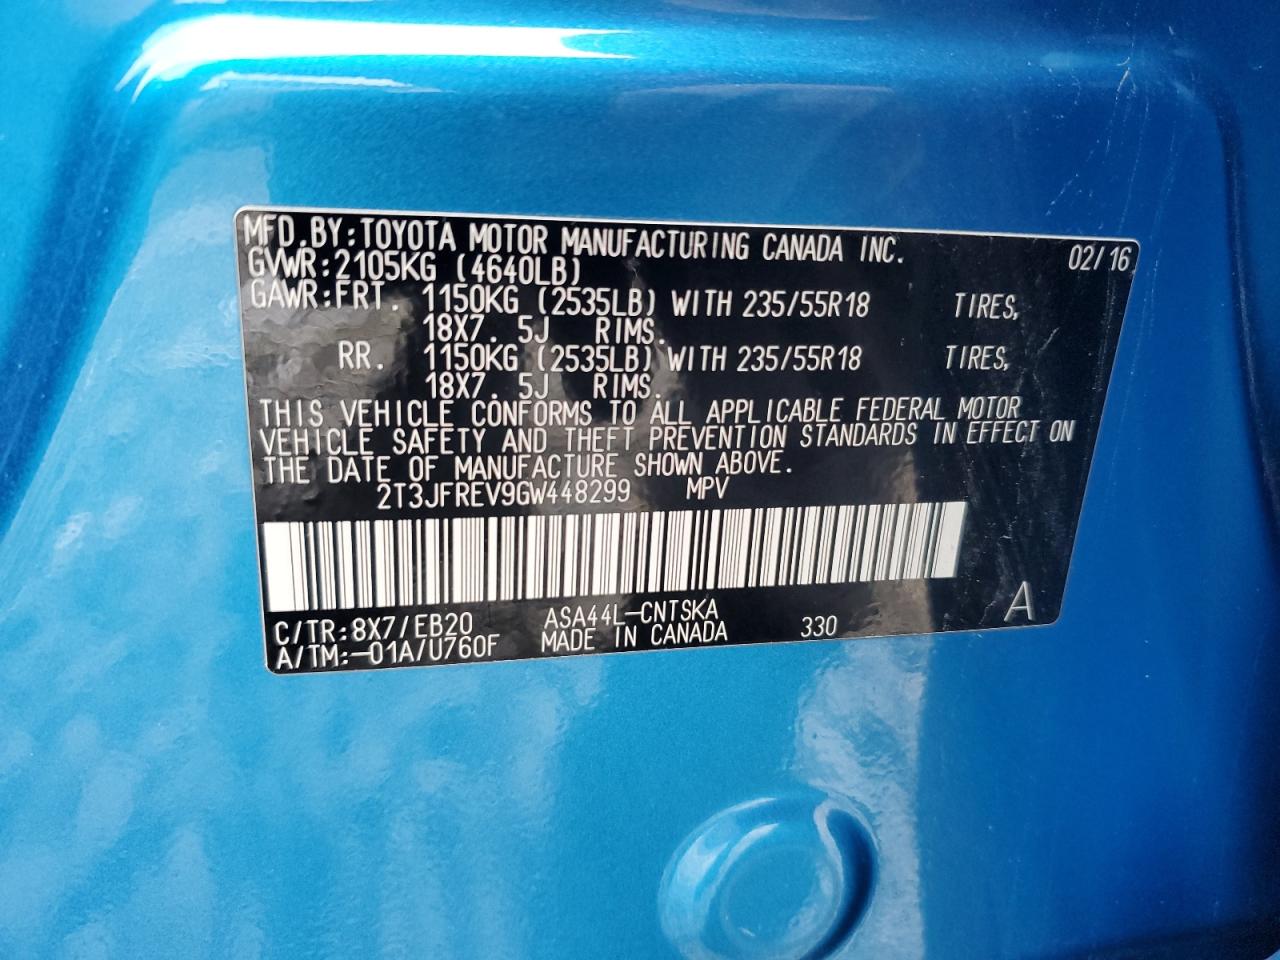 MFD.BY:TOYOTA MOTOR MANUFACTURING CANADA INC. 02/16
GVWR:2105KG (4640LB)
GAWR:FRT. 1150KG (2535LB) WITH 235/55R18 TIRES,
18X7. 5J RIMS.
RR. 1150KG (2535LB) WITH 235/55R18 TIRES,
18X7. 5J RIMS.
THIS VEHICLE CONFORMS TO ALL APPLICABLE FEDERAL MOTOR
VEHICLE SAFETY AND THEFT PREVENTION STANDARDS IN EFFECT ON
THE DATE OF MANUFACTURE SHOWN ABOVE.
2T3JFREV9GW448299 MPV
C/TR:8X7/EB20 ASA44L-CNTSKA
A/TM:-01A/U760F MADE IN CANADA 330 A